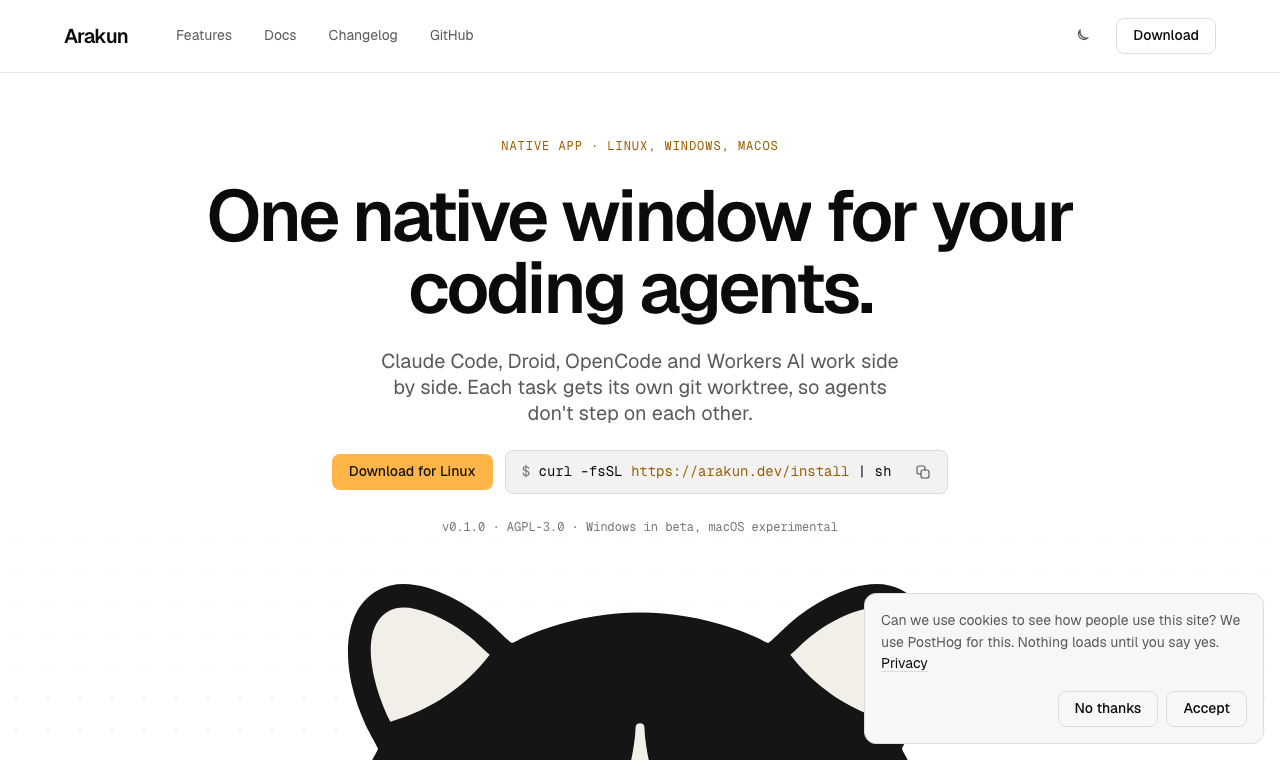 Arakun
Features
Docs
Changelog
GitHub
Download
NATIVE APP · LINUX, WINDOWS, MACOS
One native window for your
coding agents.
Claude Code, Droid, OpenCode and Workers AI work side
by side. Each task gets its own git worktree, so agents
don't step on each other.
Download for Linux
$ curl -fsSL https://arakun.dev/install | sh
v0.1.0 · AGPL-3.0 · Windows in beta, macOS experimental
Can we use cookies to see how people use this site? We
use PostHog for this. Nothing loads until you say yes.
Privacy
No thanks
Accept